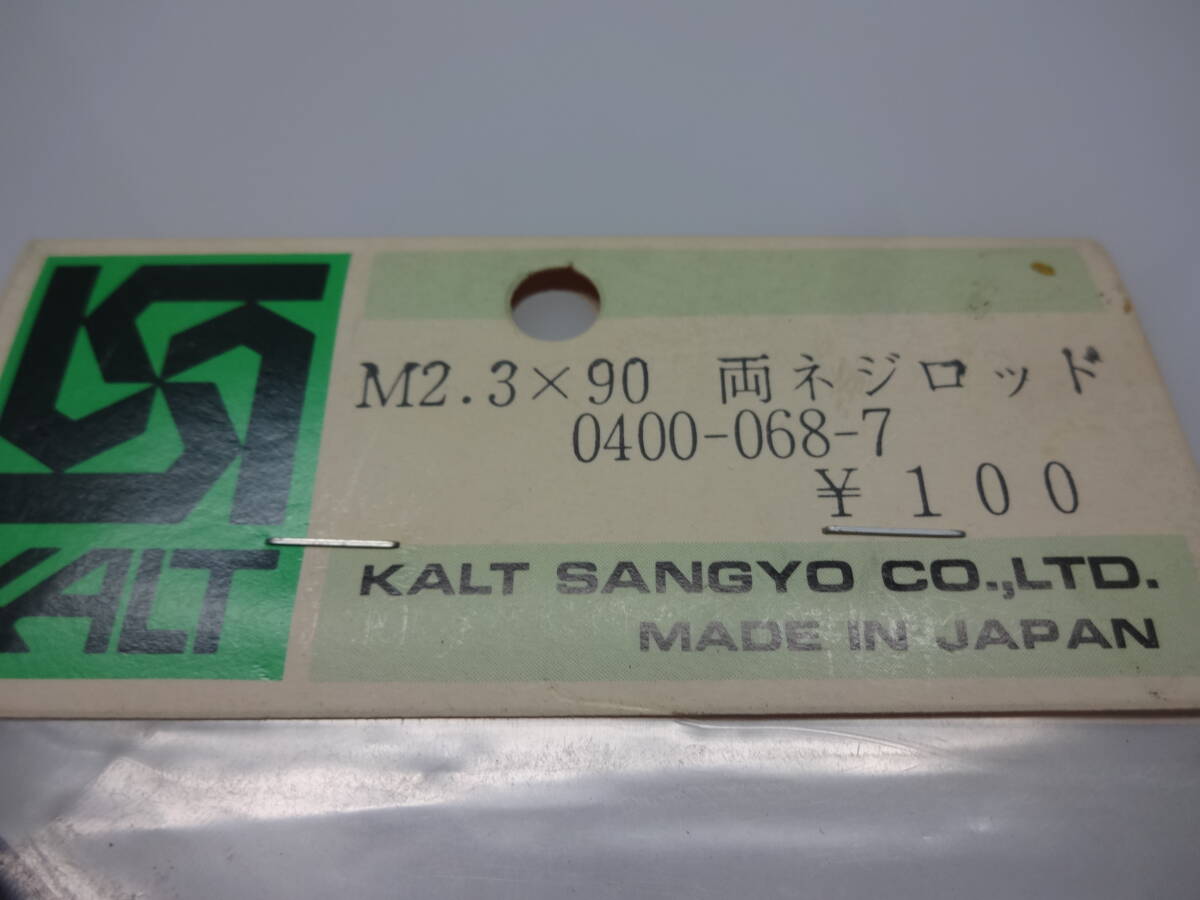 M2.3×90 両ネジロッド
0400-068-7
¥100
KALT
KALT SANGYO CO.,LTD.
MADE IN JAPAN